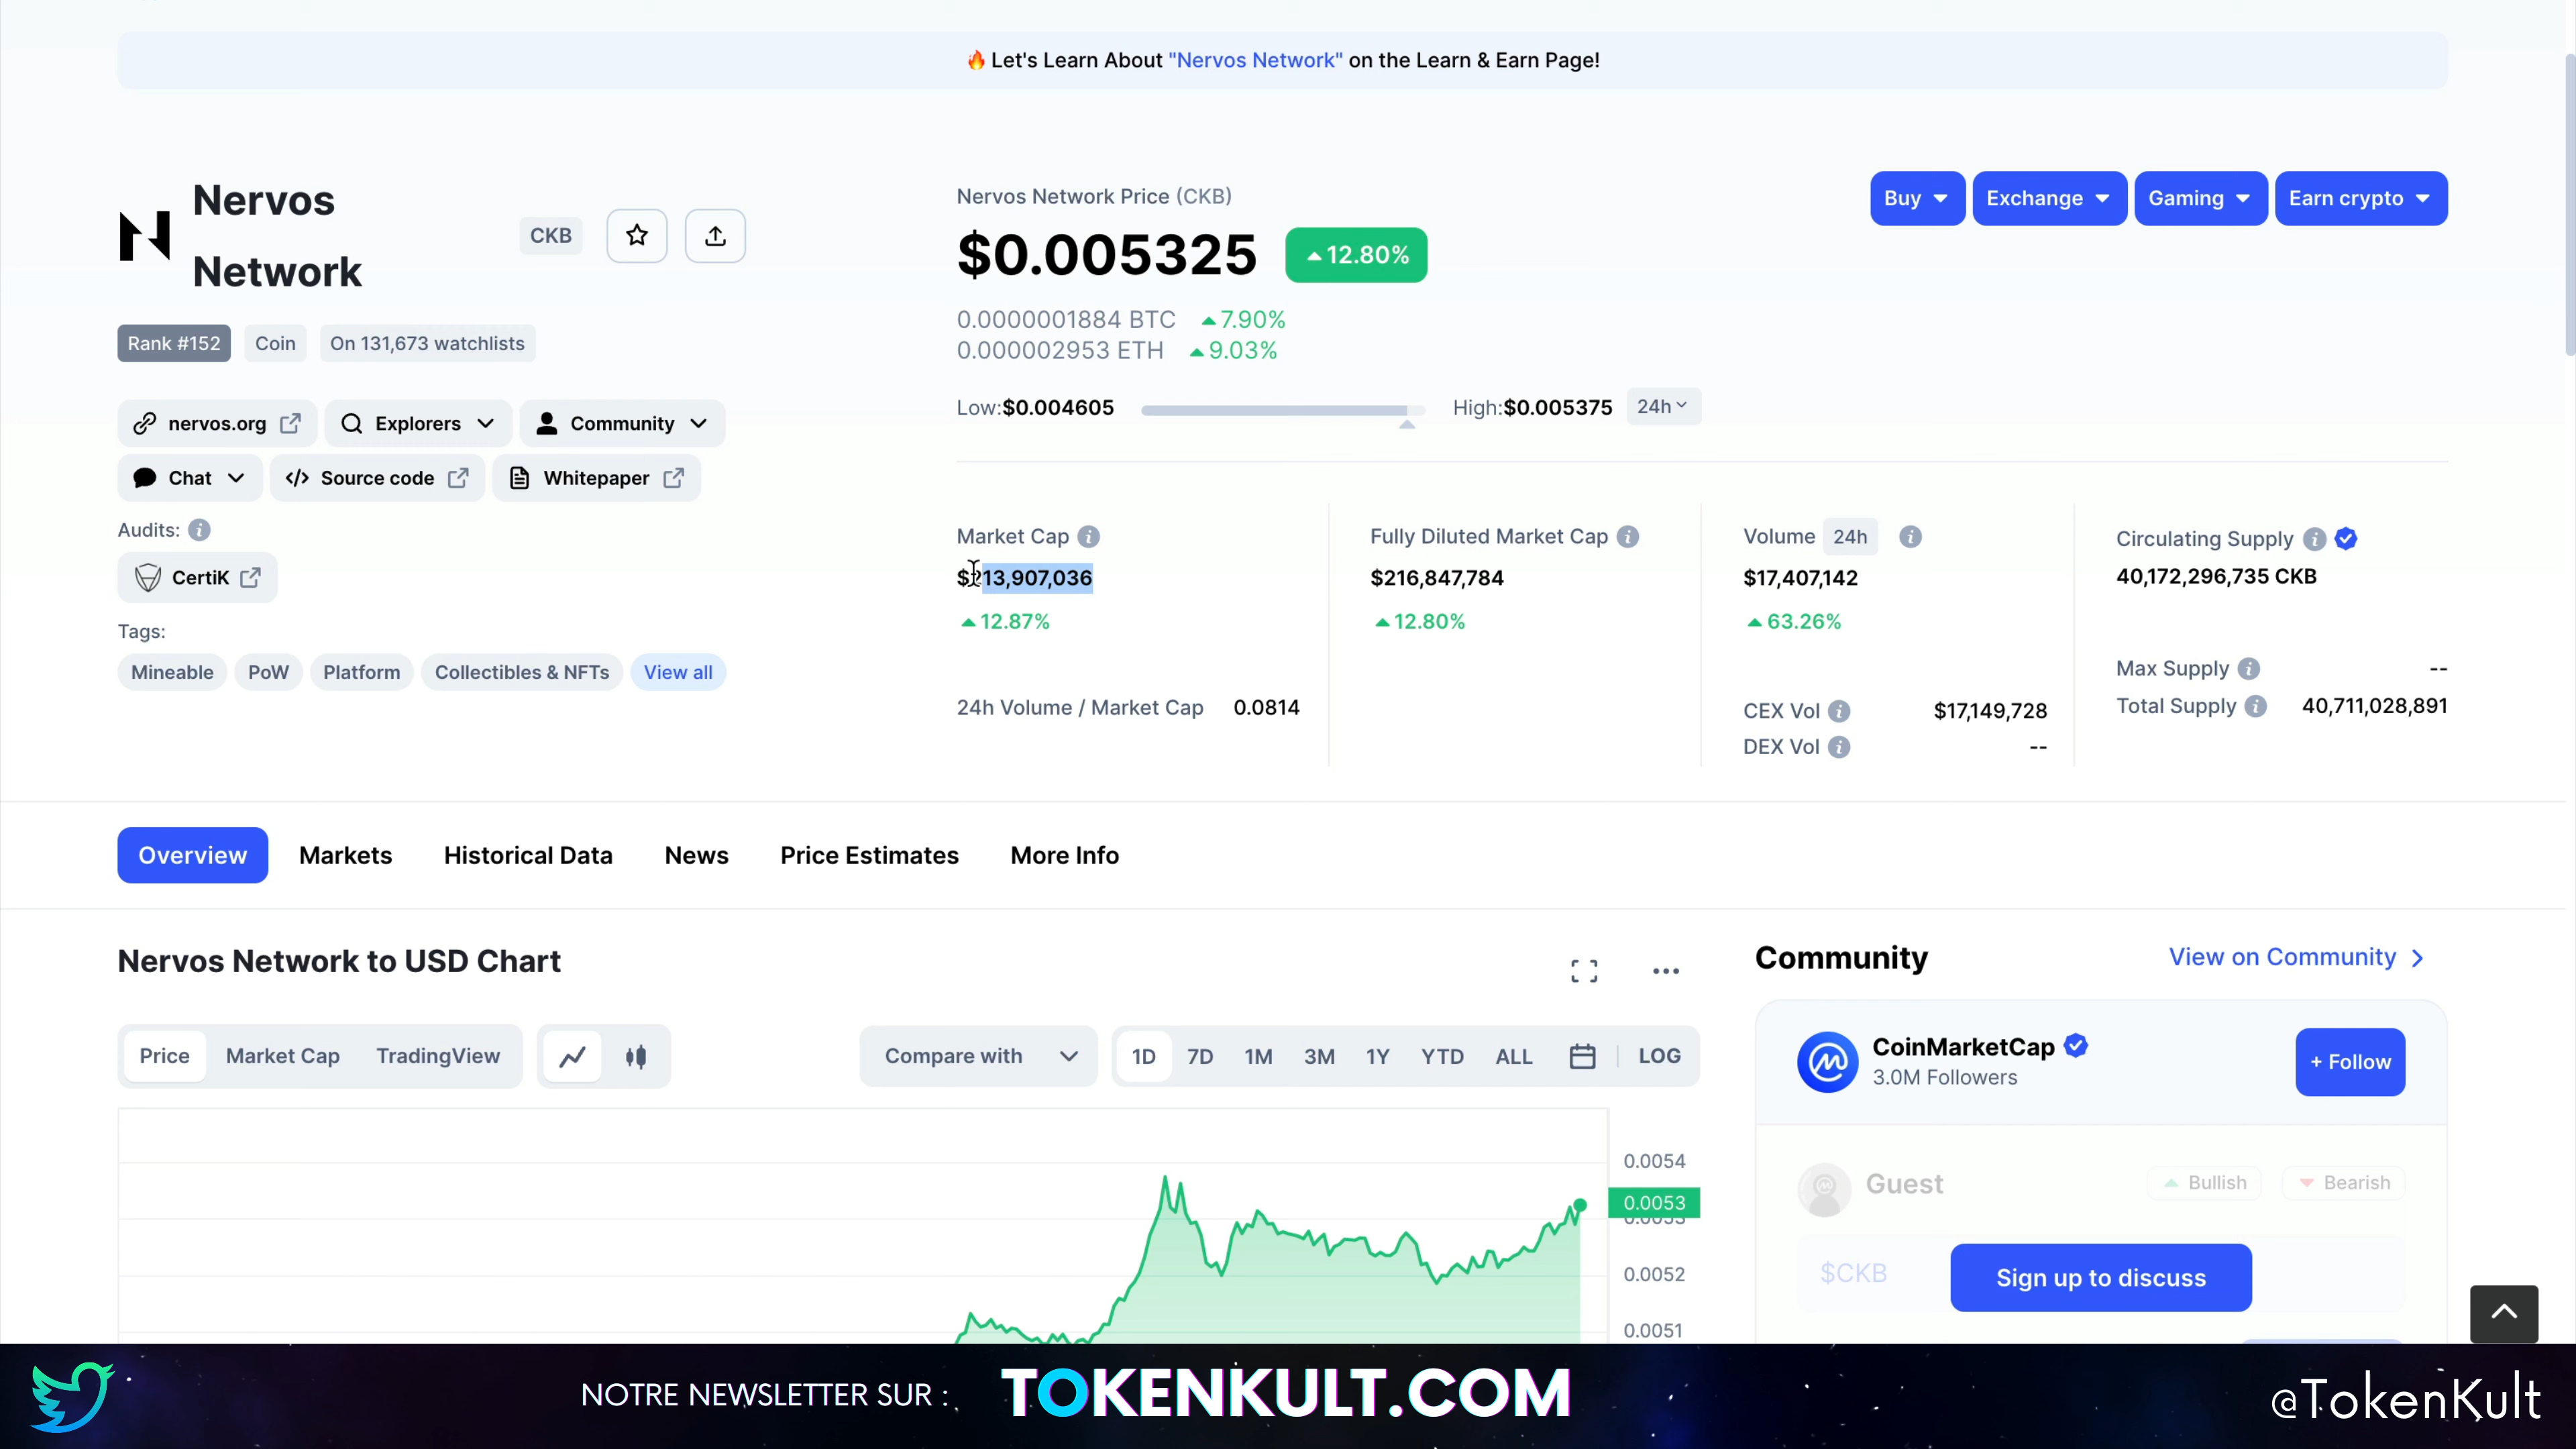 🔥 Let's Learn About "Nervos Network" on the Learn & Earn Page!
Nervos
Network
CKB
Rank #152
Coin
On 131,673 watchlists
nervos.org
Explorers
Community
Chat
Source code
Whitepaper
Audits:
CertiK
Tags:
Mineable
PoW
Platform
Collectibles & NFTs
View all
Nervos Network Price (CKB)
$0.005325
12.80%
0.0000001884 BTC 7.90%
0.000002953 ETH 9.03%
Low:$0.004605
High:$0.005375
24h
Buy
Exchange
Gaming
Earn crypto
Market Cap
$213,907,036
12.87%
24h Volume / Market Cap 0.0814
Fully Diluted Market Cap
$216,847,784
12.80%
Volume 24h
$17,407,142
63.26%
CEX Vol $17,149,728
DEX Vol --
Circulating Supply
40,172,296,735 CKB
Max Supply --
Total Supply 40,711,028,891
Overview
Markets
Historical Data
News
Price Estimates
More Info
Nervos Network to USD Chart
Price
Market Cap
TradingView
Compare with
1D
7D
1M
3M
1Y
YTD
ALL
LOG
0.0054
0.0053
0.0052
0.0051
Community
View on Community
CoinMarketCap
3.0M Followers
+ Follow
Guest
Bullish
Bearish
$CKB
Sign up to discuss
NOTRE NEWSLETTER SUR :
TOKENKULT.COM
@TokenKult